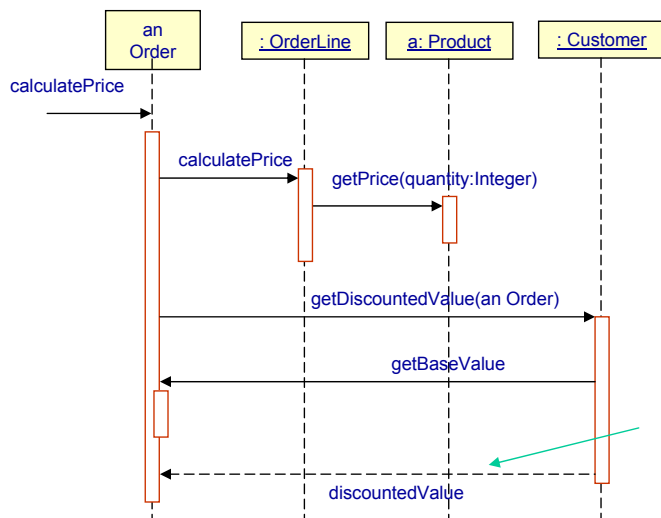 an
Order
: OrderLine
a: Product
: Customer
calculatePrice
calculatePrice
getPrice(quantity:Integer)
getDiscountedValue(an Order)
getBaseValue
discountedValue